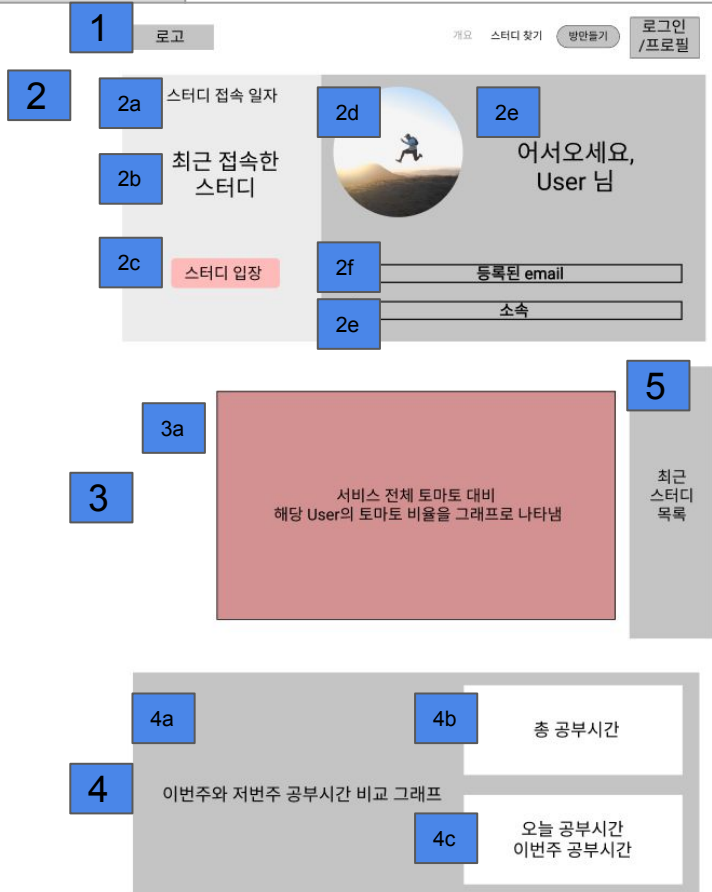 1
로고
개요
스터디 찾기
방만들기
로그인
/프로필
2
2a
스터디 접속 일자
2b
최근 접속한
스터디
2c
스터디 입장
2d
2e
어서오세요,
User 님
2f
등록된 email
2e
소속
3
3a
서비스 전체 토마토 대비
해당 User의 토마토 비율을 그래프로 나타냄
5
최근
스터디
목록
4
4a
이번주와 저번주 공부시간 비교 그래프
4b
총 공부시간
4c
오늘 공부시간
이번주 공부시간